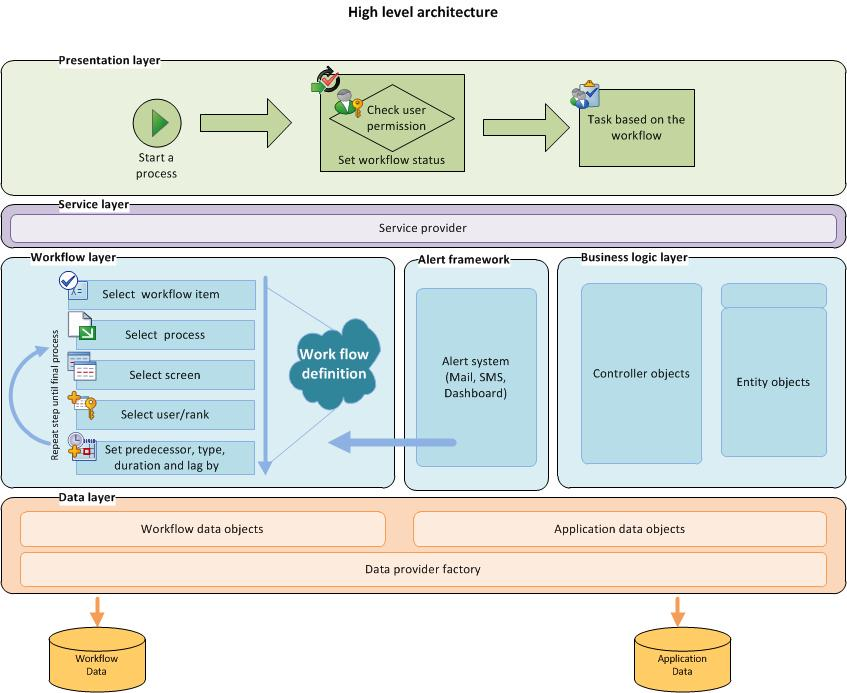 High level architecture
Presentation layer
Start a
process
Check user
permission
Set workflow status
Task based on the
workflow
Service layer
Service provider
Workflow layer
Select  workflow item
Select  process
Select screen
Select user/rank
Set predecessor, type,
duration and lag by
Repeat step until final process
Work flow
definition
Alert framework
Alert system
(Mail, SMS,
Dashboard)
Business logic layer
Controller objects
Entity objects
Data layer
Workflow data objects
Application data objects
Data provider factory
Workflow
Data
Application
Data